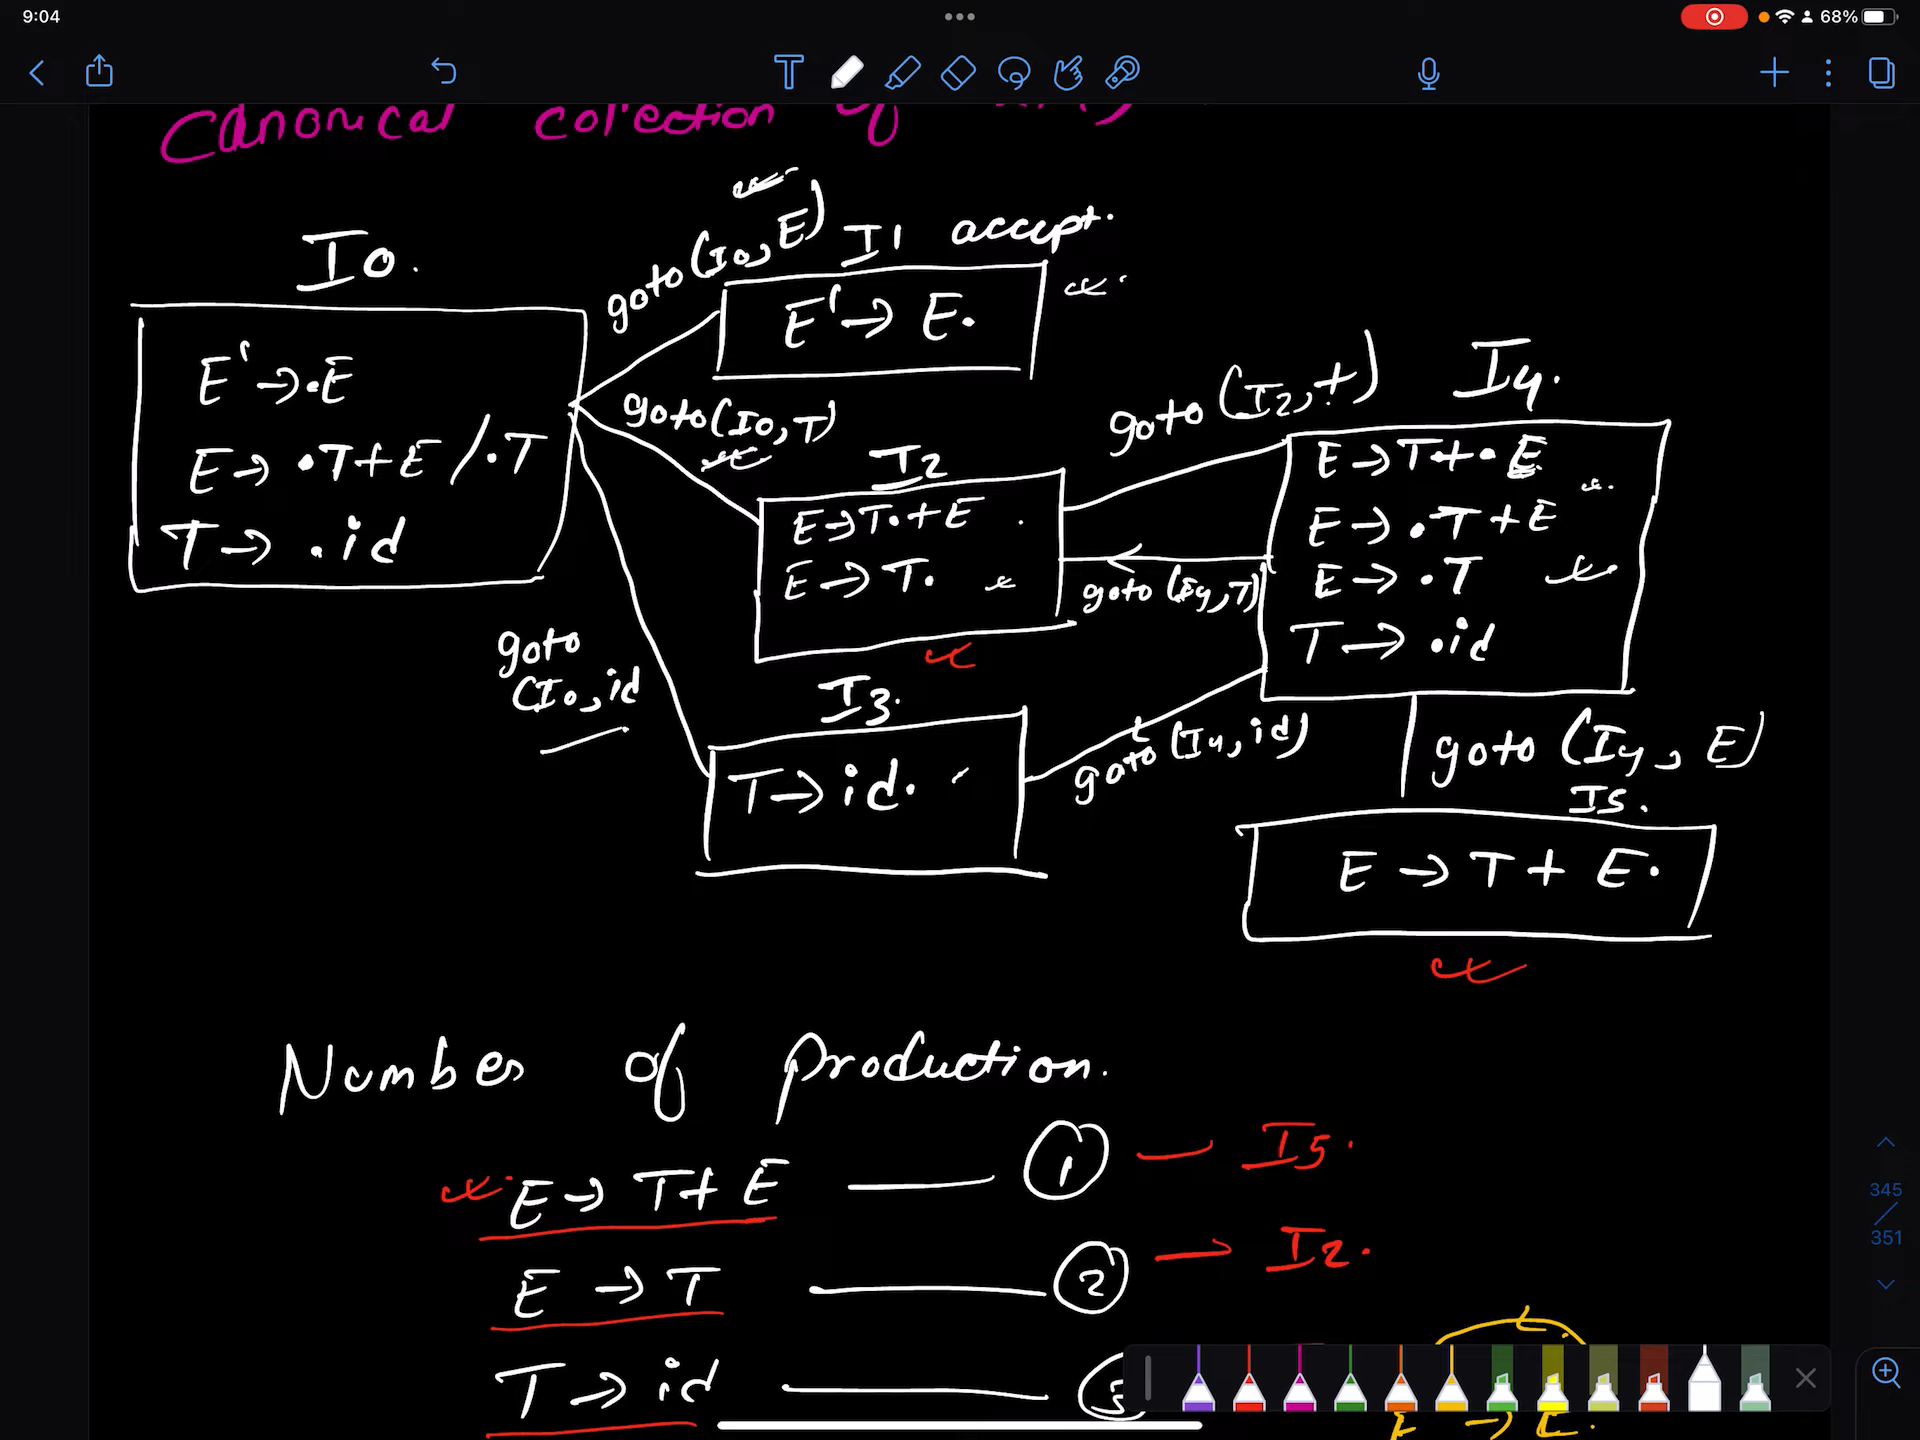 9:04
68%
Canonical colection of
I0.
E' → .E
E → .T+E / .T
T → .id
goto(I0, E)
I1 accept.
E' → E.
goto(I0, T)
I2
E → T.+E
E → T.
goto
(I0, id
I3.
T → id.
goto (I2, +)
I4.
E → T+.E
E → .T+E
E → .T
T → .id
goto (I4, T)
goto (I4, id)
goto (I4, E)
I5.
E → T + E.
Number of production.
E → T+E —— 1 — I5.
E → T —— 2 — I2.
T → id —— 3
345
/
351